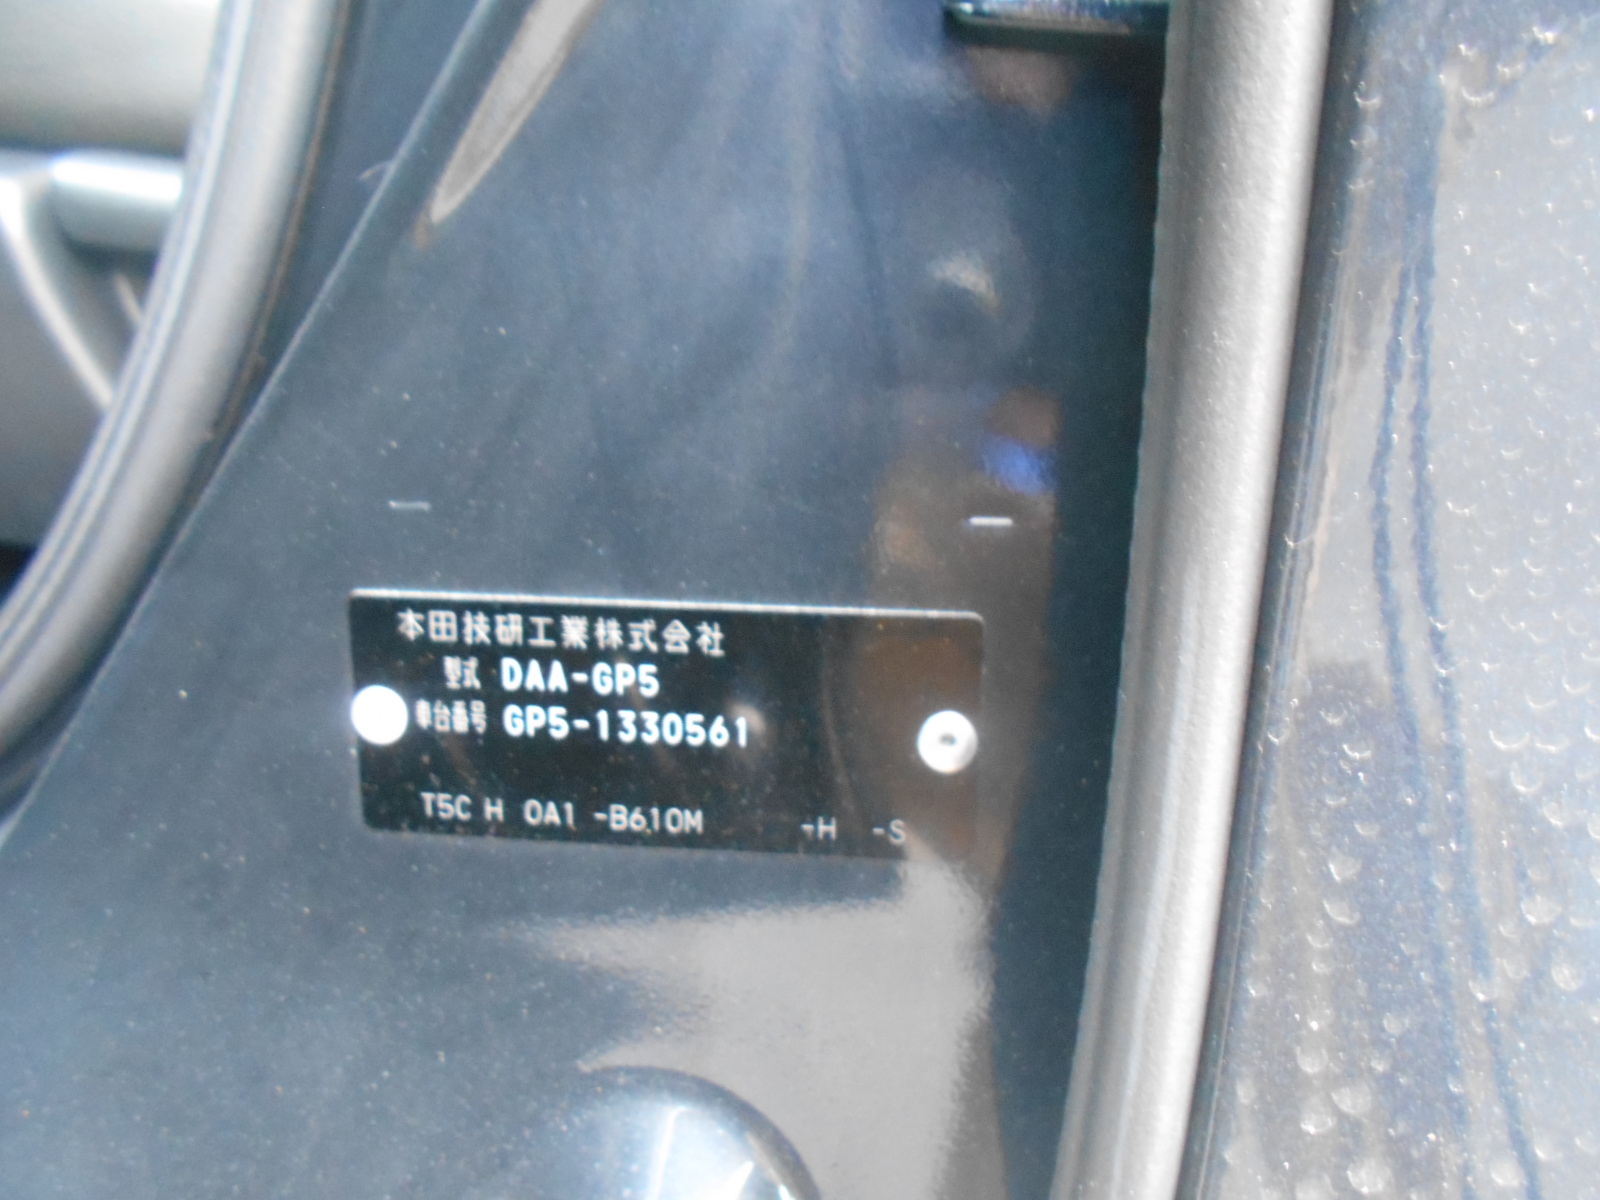 本田技研工業株式会社
型式 DAA-GP5
車台番号 GP5-1330561
T5C H 0A1 -B610M -H -S